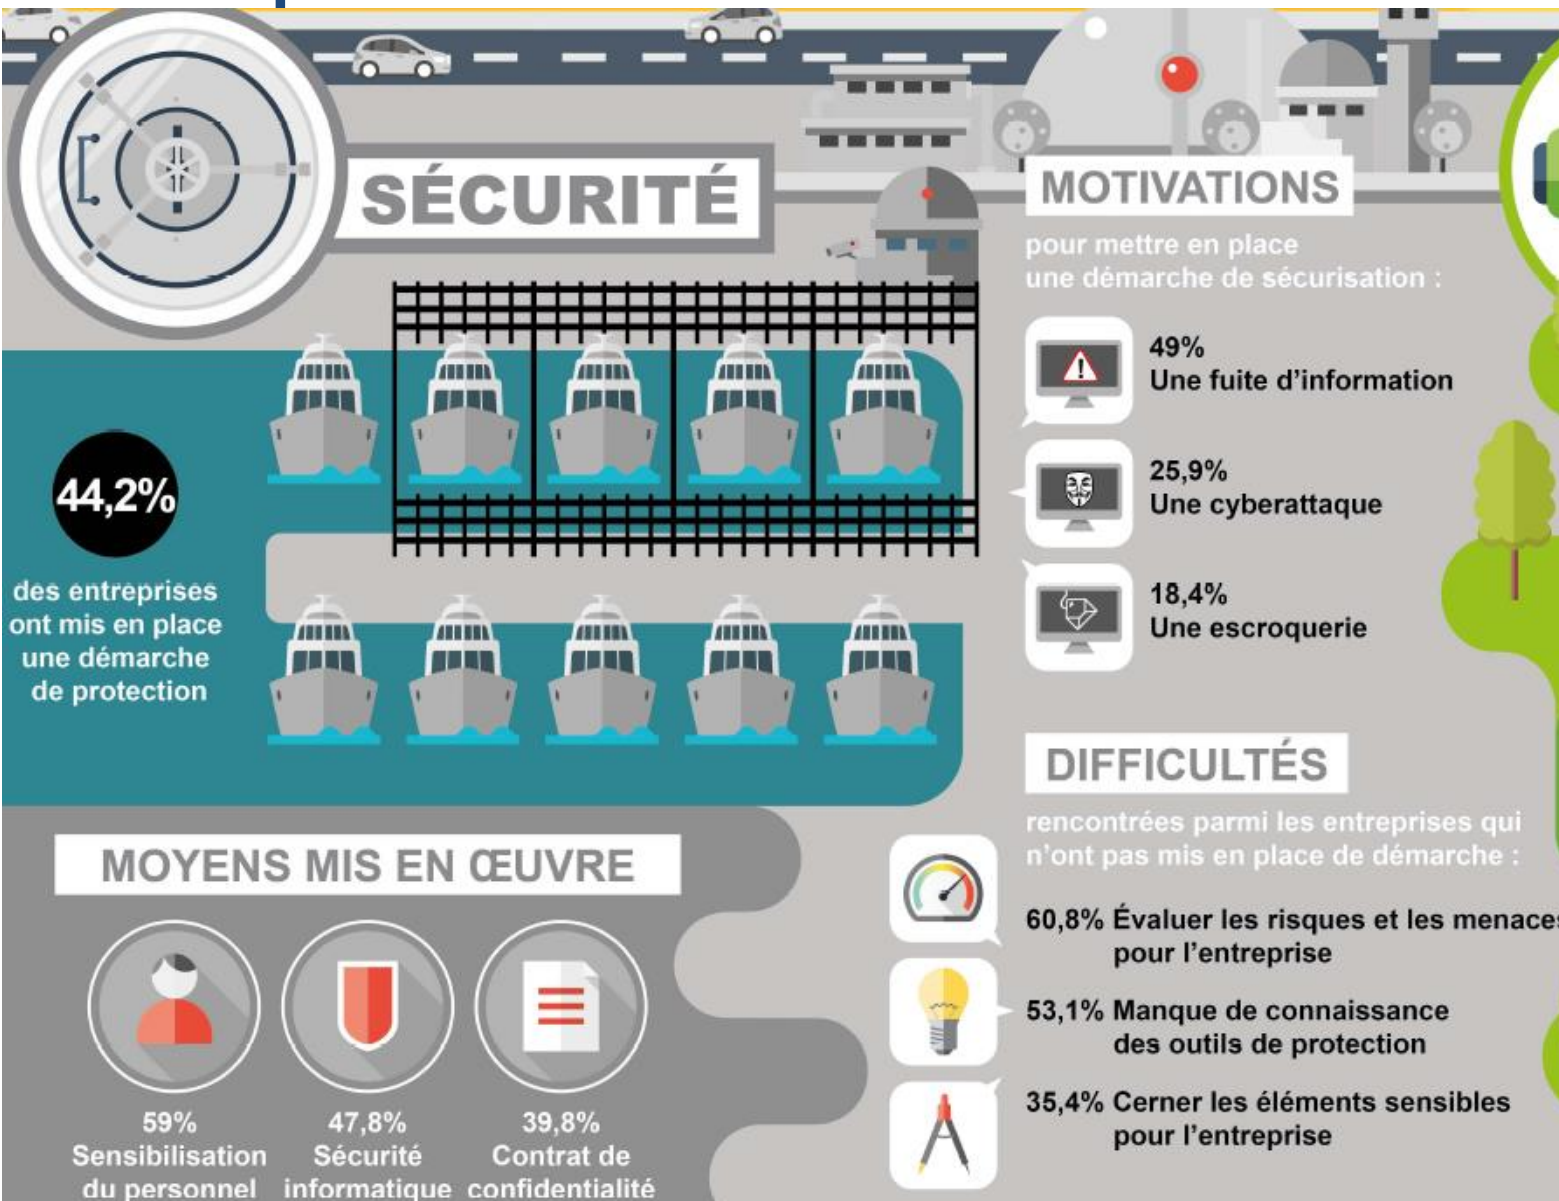 SÉCURITÉ
44,2%
des entreprises
ont mis en place
une démarche
de protection
MOTIVATIONS
pour mettre en place
une démarche de sécurisation :
49%
Une fuite d'information
25,9%
Une cyberattaque
18,4%
Une escroquerie
DIFFICULTÉS
rencontrées parmi les entreprises qui
n'ont pas mis en place de démarche :
60,8% Évaluer les risques et les menaces
pour l'entreprise
53,1% Manque de connaissance
des outils de protection
35,4% Cerner les éléments sensibles
pour l'entreprise
MOYENS MIS EN ŒUVRE
59%
Sensibilisation
du personnel
47,8%
Sécurité
informatique
39,8%
Contrat de
confidentialité